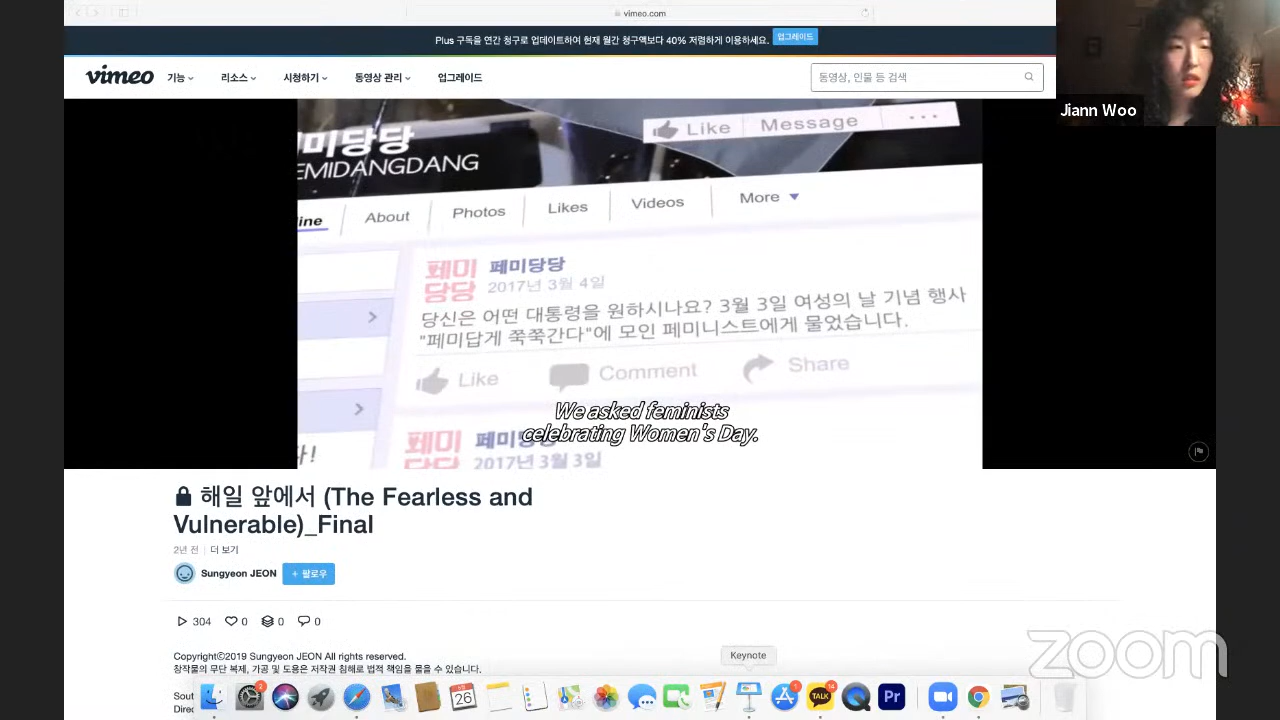 vimeo.com
Plus 구독을 연간 청구로 업데이트하여 현재 월간 청구액보다 40% 저렴하게 이용하세요. 업그레이드
vimeo 기능 리소스 시청하기 동영상 관리 업그레이드 동영상, 인물 등 검색
Jiann Woo
미당당
EMIDANGDANG
Like Message ...
ine About Photos Likes Videos More
페미당당 페미당당
2017년 3월 4일
당신은 어떤 대통령을 원하시나요? 3월 3일 여성의 날 기념 행사
"페미답게 쭉쭉간다"에 모인 페미니스트에게 물었습니다.
Like Comment Share
We asked feminists
celebrating Women's Day.
페미당당 페미당당
2017년 3월 3일
다!
해일 앞에서 (The Fearless and
Vulnerable)_Final
2년 전 | 더 보기
Sungyeon JEON + 팔로우
304 0 0 0
Copyrightⓒ2019 Sungyeon JEON All rights reserved.
창작물의 무단 복제, 가공 및 도용은 저작권 침해로 법적 책임을 물을 수 있습니다.
Keynote
zoom
Sout
Direc
2
26
1
TALK
14
Pr